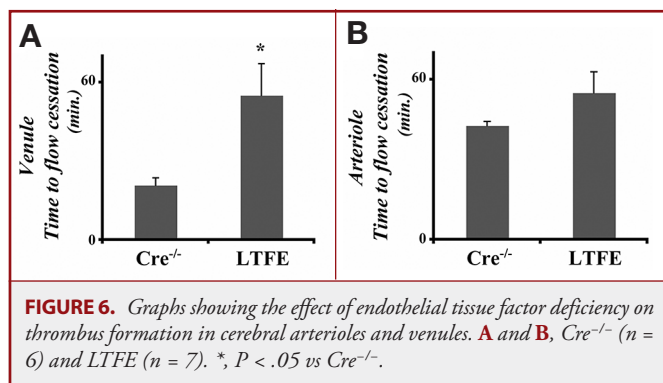 A
Venule
Time to flow cessation
(min.)
60
0
*
Cre-/-
LTFE
B
Arteriole
Time to flow cessation
(min.)
60
0
Cre-/-
LTFE
FIGURE 6. Graphs showing the effect of endothelial tissue factor deficiency on
thrombus formation in cerebral arterioles and venules. A and B, Cre−/− (n =
6) and LTFE (n = 7). *, P < .05 vs Cre−/−.